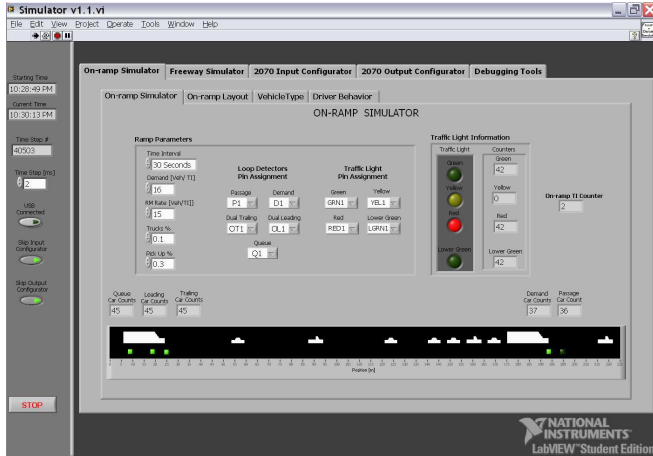 Simulator v1.1.vi
File Edit View Project Operate Tools Window Help
On-ramp Simulator Freeway Simulator 2070 Input Configurator 2070 Output Configurator Debugging Tools
On-ramp Simulator On-ramp Layout VehicleType Driver Behavior
ON-RAMP SIMULATOR
Starting Time
10:28:49 PM
Current Time
10:30:13 PM
Time Step #
40503
Time Step [ms]
2
USB
Connected
Skip Input
Configurator
Skip Output
Configurator
STOP
Ramp Parameters
Time Interval
30 Seconds
Demand [Veh/ TI]
16
RM Rate [Veh/TI]]
15
Trucks %
0.1
Pick Up %
0.3
Loop Detectors
Pin Assignment
Passage Demand
P1 D1
Dual Trailing Dual Leading
OT1 OL1
Queue
Q1
Traffic Light
Pin Assignment
Green Yellow
GRN1 YEL1
Red Lower Green
RED1 LGRN1
Traffic Light Information
Traffic Light Counters
Green Green
42
Yellow Yellow
0
Red Red
42
Lower Green Lower Green
42
On-ramp TI Counter
2
Queue Leading Trailing
Car Counts Car Counts Car Counts
45 45 45
Demand Passage
Car Counts Car Count
37 36
Position [m]
NATIONAL
INSTRUMENTS
LabVIEW Student Edition